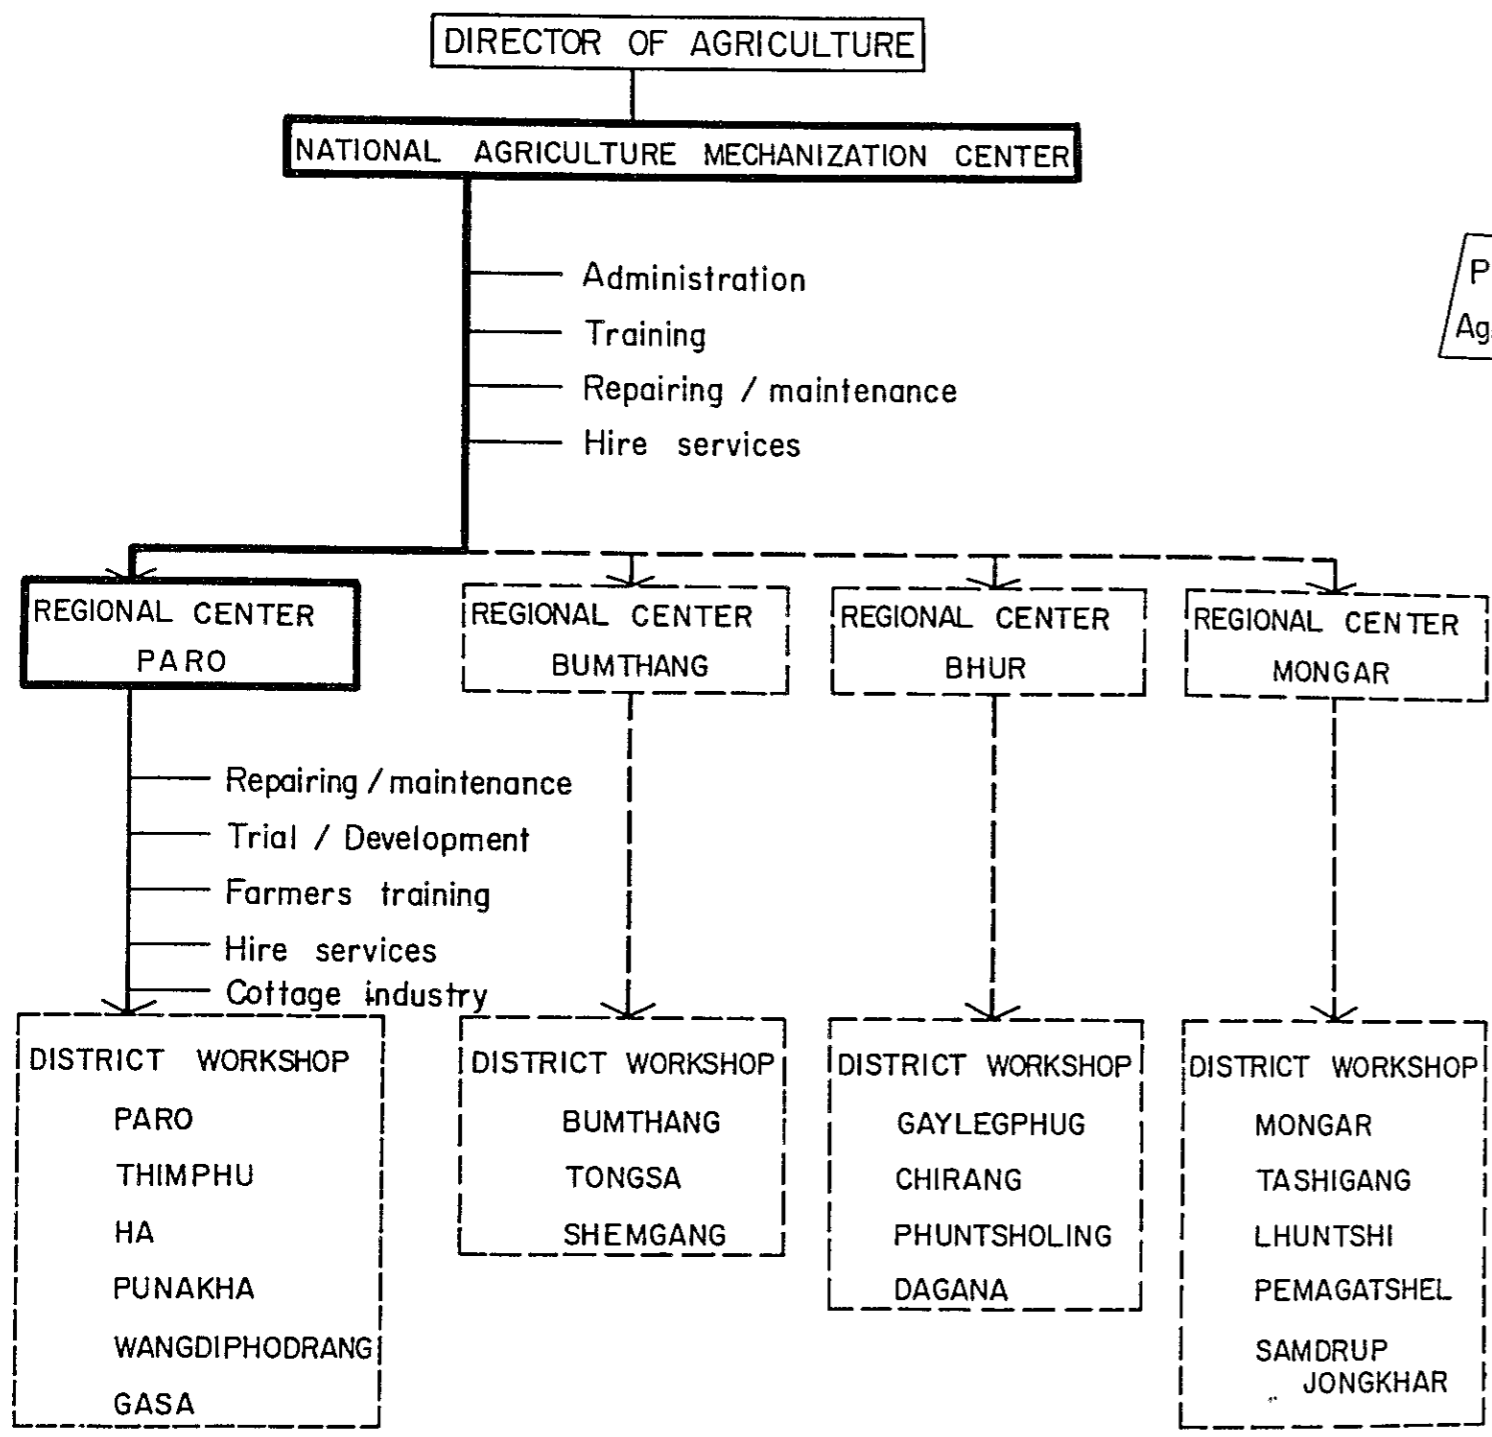 DIRECTOR OF AGRICULTURE
NATIONAL AGRICULTURE MECHANIZATION CENTER
Administration
Training
Repairing / maintenance
Hire services
REGIONAL CENTER
PARO
REGIONAL CENTER
BUMTHANG
REGIONAL CENTER
BHUR
REGIONAL CENTER
MONGAR
Repairing / maintenance
Trial / Development
Farmers training
Hire services
Cottage industry
DISTRICT WORKSHOP
PARO
THIMPHU
HA
PUNAKHA
WANGDIPHODRANG
GASA
DISTRICT WORKSHOP
BUMTHANG
TONGSA
SHEMGANG
DISTRICT WORKSHOP
GAYLEGPHUG
CHIRANG
PHUNTSHOLING
DAGANA
DISTRICT WORKSHOP
MONGAR
TASHIGANG
LHUNTSHI
PEMAGATSHEL
SAMDRUP
JONGKHAR